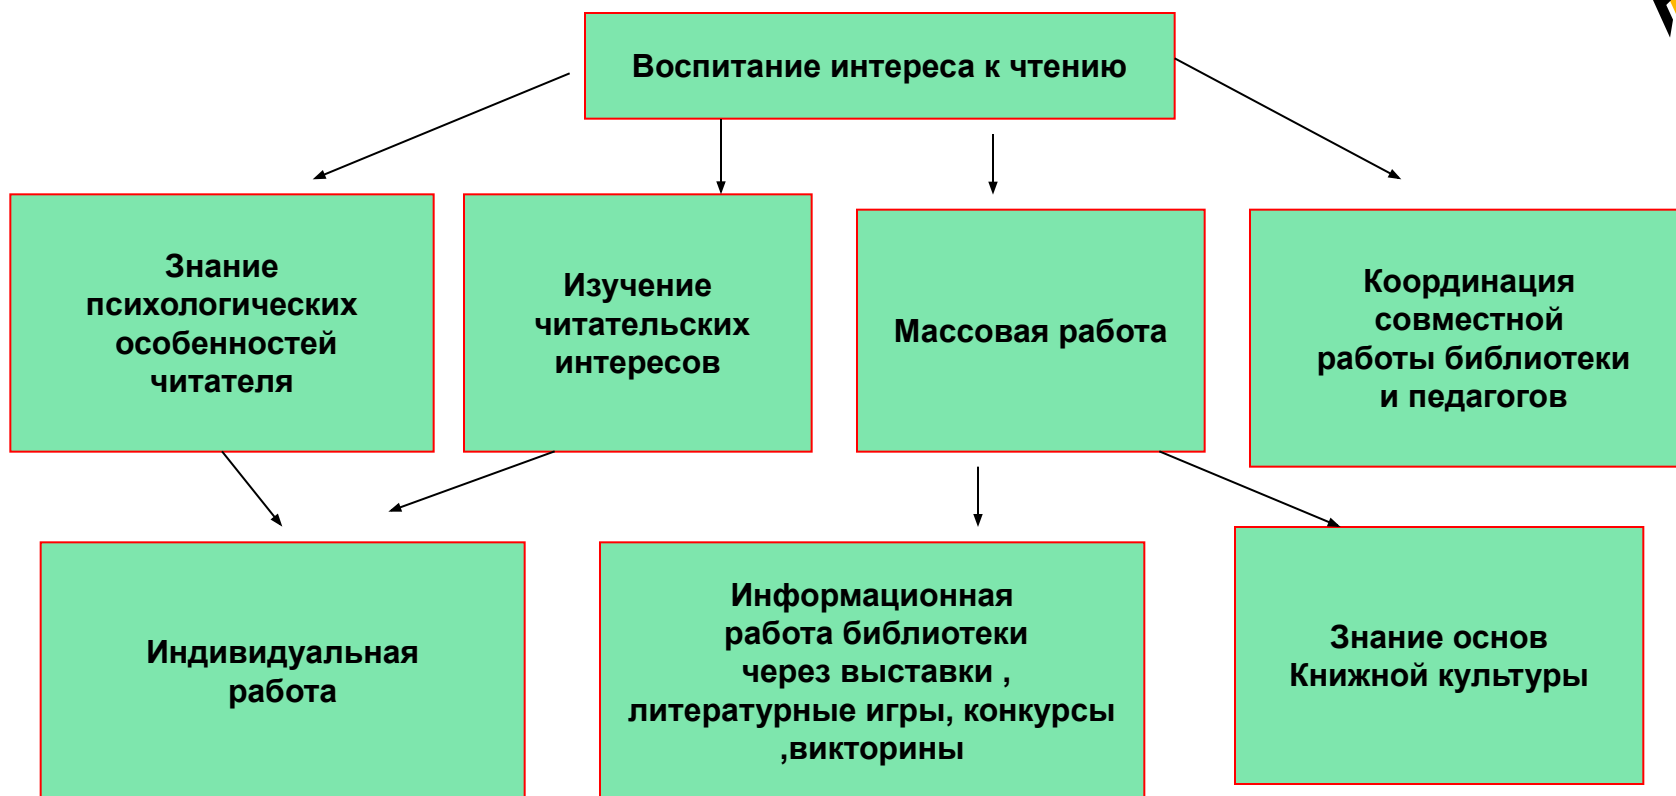 Воспитание интереса к чтению
Знание
психологических
особенностей
читателя
Изучение
читательских
интересов
Массовая работа
Координация
совместной
работы библиотеки
и педагогов
Индивидуальная
работа
Информационная
работа библиотеки
через выставки ,
литературные игры, конкурсы
,викторины
Знание основ
Книжной культуры